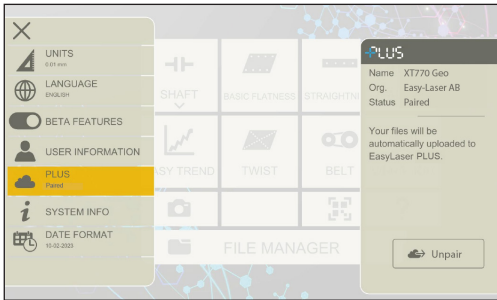 UNITS
0.01 mm
LANGUAGE
ENGLISH
BETA FEATURES
USER INFORMATION
PLUS
Paired
SYSTEM INFO
DATE FORMAT
10-02-2023
SHAFT
BASIC FLATNESS
STRAIGHTN
SY TREND
TWIST
BELT
FILE MANAGER
PLUS
Name XT770 Geo
Org. Easy-Laser AB
Status Paired
Your files will be
automatically uploaded to
EasyLaser PLUS.
Unpair